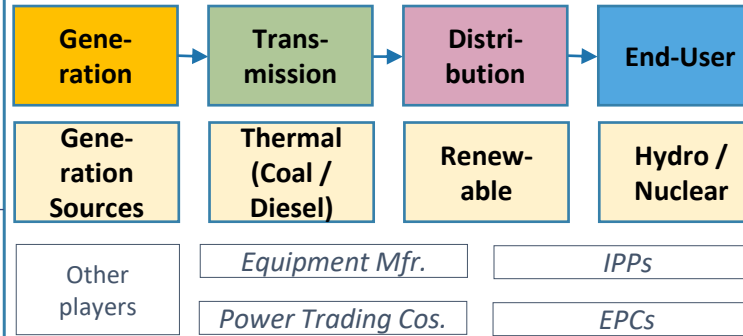 Gene-
ration
Trans-
mission
Distri-
bution
End-User
Gene-
ration
Sources
Thermal
(Coal /
Diesel)
Renew-
able
Hydro /
Nuclear
Other
players
Equipment Mfr.
IPPs
Power Trading Cos.
EPCs